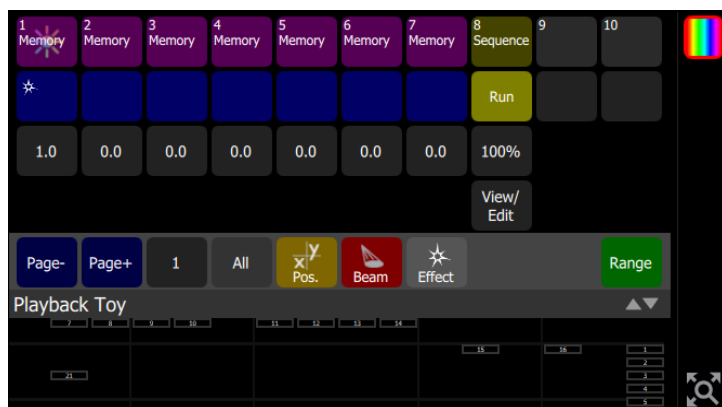 1 2 3 4 5 6 7 8 9 10
Memory Memory Memory Memory Memory Memory Memory Sequence
Run
1.0 0.0 0.0 0.0 0.0 0.0 0.0 100%
View/
Edit
Page- Page+ 1 All x y Pos. Beam Effect Range
Playback Toy
7 8 9 10 11 12 13 14
15 16 1
2
21 3
4
5